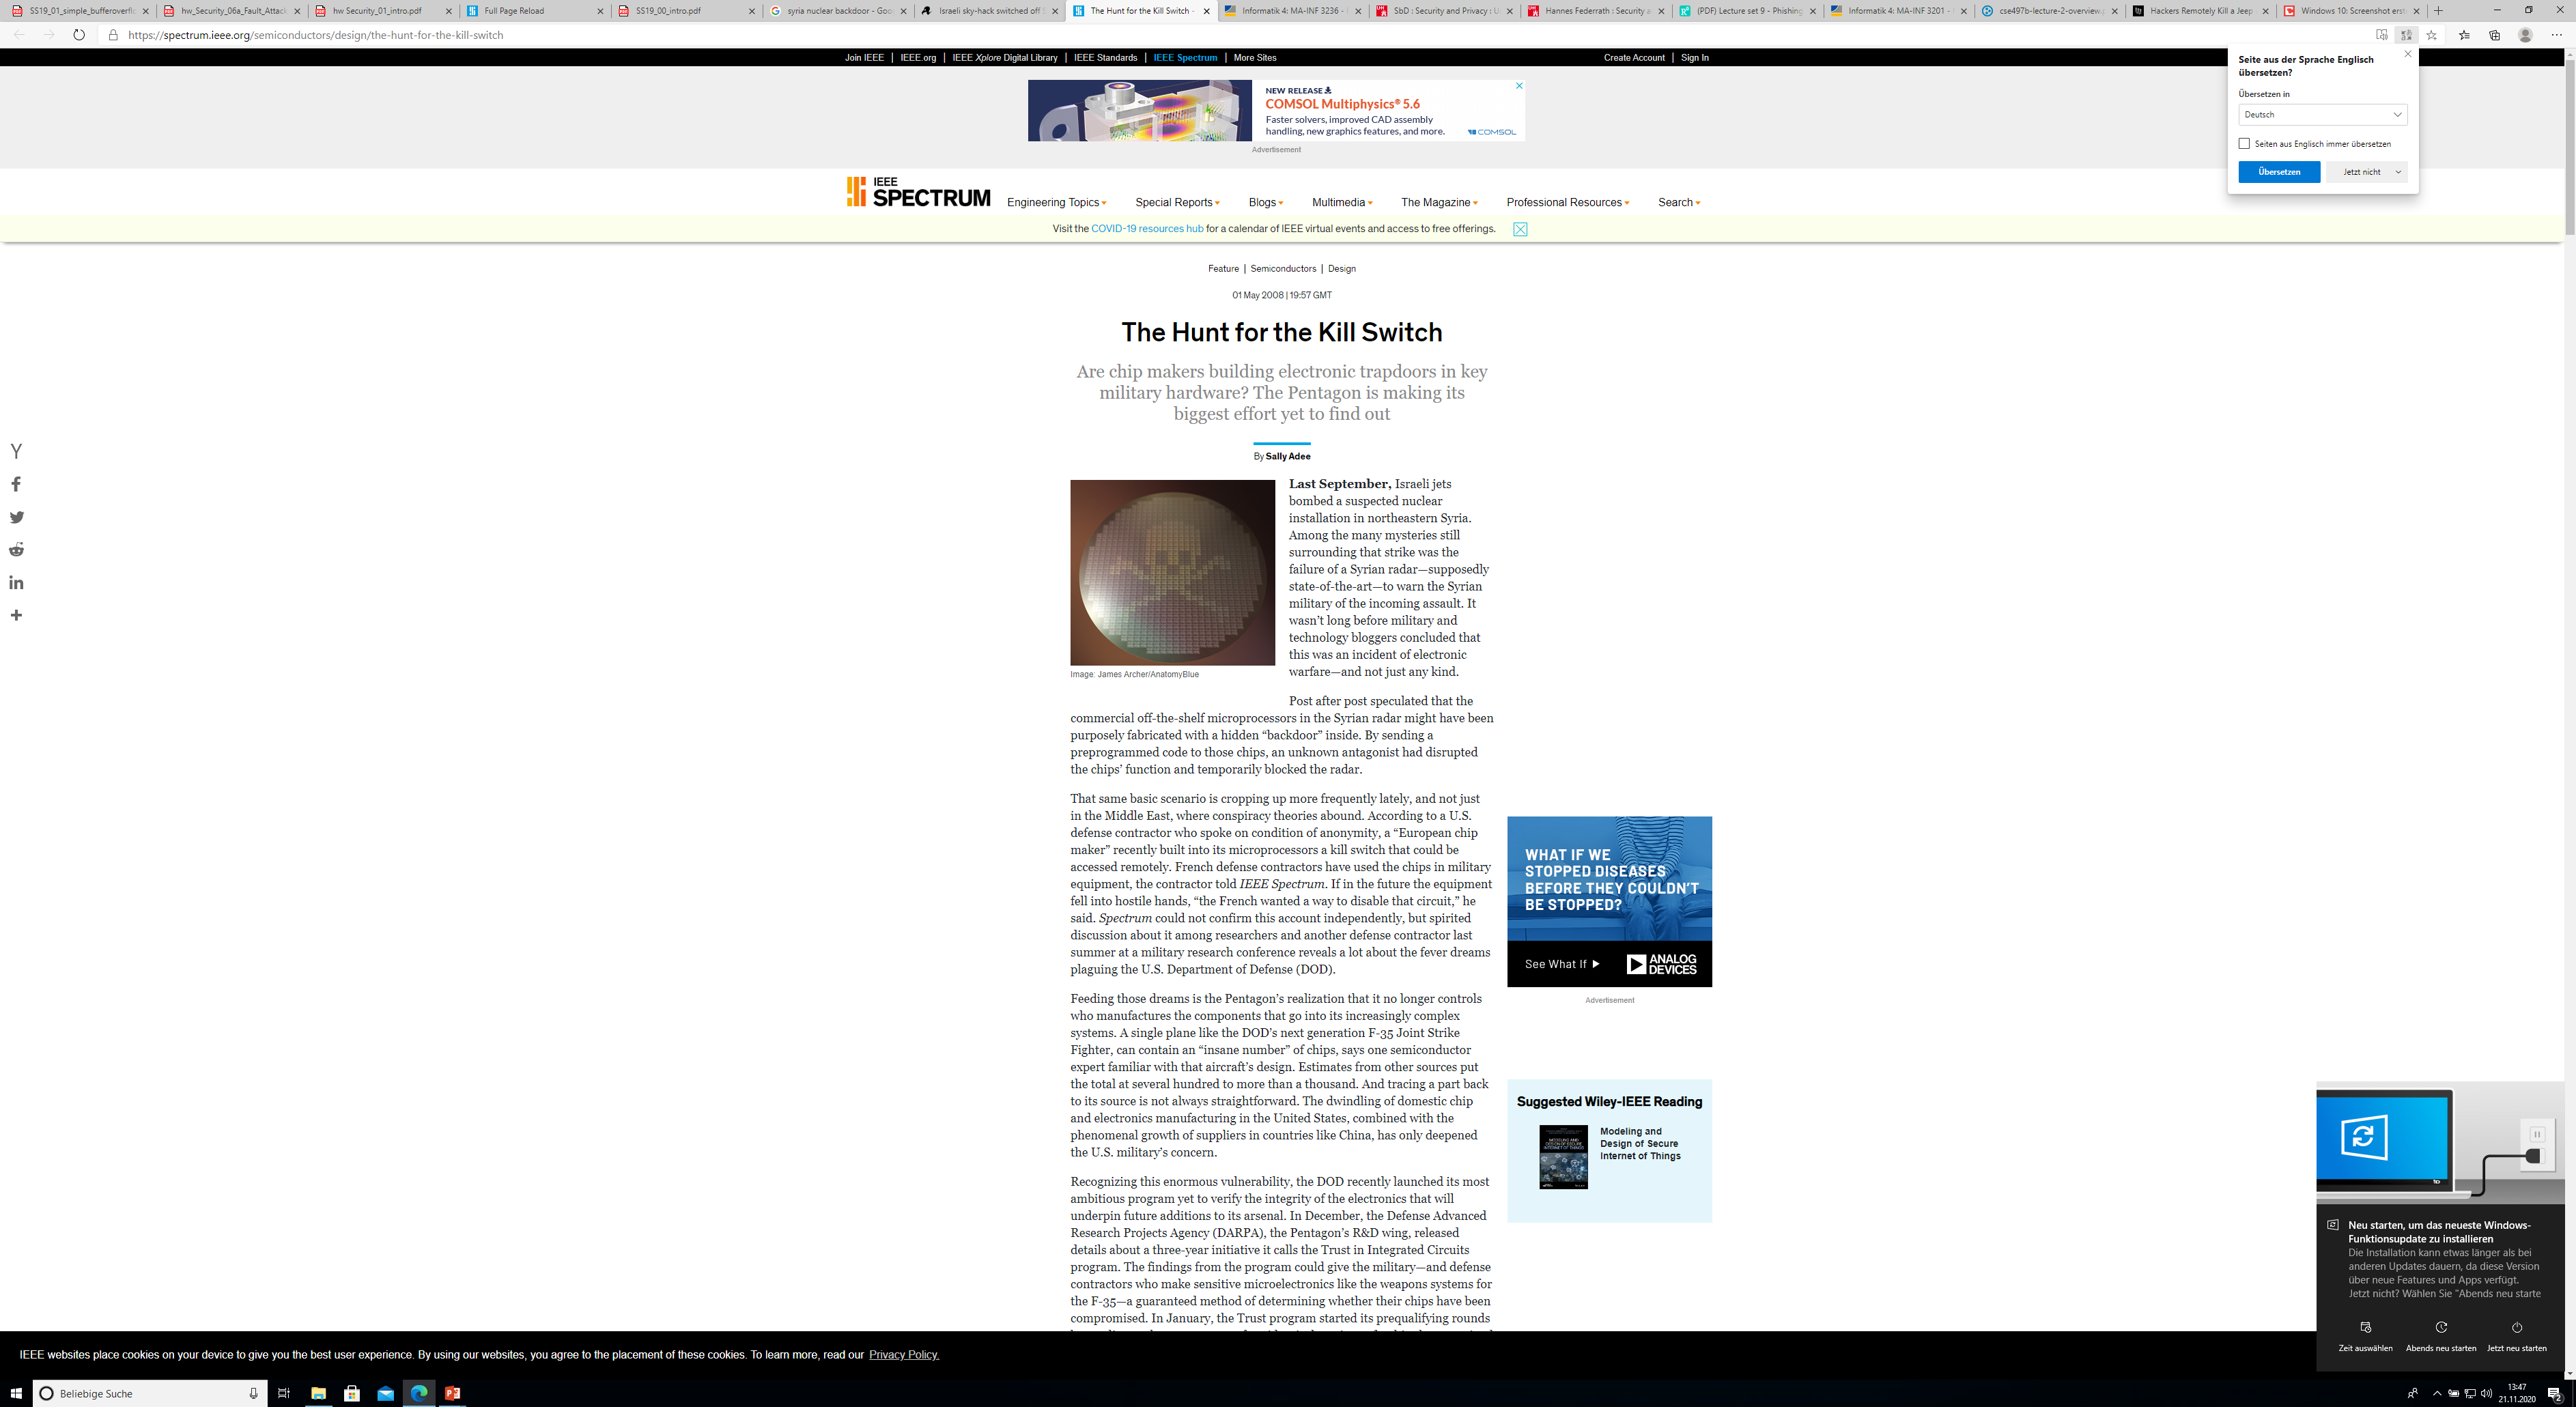 SS19_01_simple_bufferoverflo
hw_Security_06a_Fault_Attack
hw Security_01_intro.pdf
Full Page Reload
SS19_00_intro.pdf
syria nuclear backdoor - Goo
Israeli sky-hack switched off S
The Hunt for the Kill Switch -
Informatik 4: MA-INF 3236 -
SbD : Security and Privacy : U
Hannes Federrath : Security a
(PDF) Lecture set 9 - Phishing
Informatik 4: MA-INF 3201 -
cse497b-lecture-2-overview.p
Hackers Remotely Kill a Jeep
Windows 10: Screenshot erst
https://spectrum.ieee.org/semiconductors/design/the-hunt-for-the-kill-switch
Join IEEE | IEEE.org | IEEE Xplore Digital Library | IEEE Standards | IEEE Spectrum | More Sites
Create Account | Sign In
Seite aus der Sprache Englisch
übersetzen?
Übersetzen in
Deutsch
Seiten aus Englisch immer übersetzen
Übersetzen
Jetzt nicht
NEW RELEASE
COMSOL Multiphysics® 5.6
Faster solvers, improved CAD assembly
handling, new graphics features, and more.
COMSOL
Advertisement
IEEE
SPECTRUM
Engineering Topics
Special Reports
Blogs
Multimedia
The Magazine
Professional Resources
Search
Visit the COVID-19 resources hub for a calendar of IEEE virtual events and access to free offerings.
Feature | Semiconductors | Design
01 May 2008 | 19:57 GMT
The Hunt for the Kill Switch
Are chip makers building electronic trapdoors in key
military hardware? The Pentagon is making its
biggest effort yet to find out
By Sally Adee
Last September, Israeli jets
bombed a suspected nuclear
installation in northeastern Syria.
Among the many mysteries still
surrounding that strike was the
failure of a Syrian radar—supposedly
state-of-the-art—to warn the Syrian
military of the incoming assault. It
wasn't long before military and
technology bloggers concluded that
this was an incident of electronic
warfare—and not just any kind.
Image: James Archer/AnatomyBlue
Post after post speculated that the
commercial off-the-shelf microprocessors in the Syrian radar might have been
purposely fabricated with a hidden “backdoor” inside. By sending a
preprogrammed code to those chips, an unknown antagonist had disrupted
the chips’ function and temporarily blocked the radar.
That same basic scenario is cropping up more frequently lately, and not just
in the Middle East, where conspiracy theories abound. According to a U.S.
defense contractor who spoke on condition of anonymity, a “European chip
maker” recently built into its microprocessors a kill switch that could be
accessed remotely. French defense contractors have used the chips in military
equipment, the contractor told IEEE Spectrum. If in the future the equipment
fell into hostile hands, “the French wanted a way to disable that circuit,” he
said. Spectrum could not confirm this account independently, but spirited
discussion about it among researchers and another defense contractor last
summer at a military research conference reveals a lot about the fever dreams
plaguing the U.S. Department of Defense (DOD).
Feeding those dreams is the Pentagon’s realization that it no longer controls
who manufactures the components that go into its increasingly complex
systems. A single plane like the DOD’s next generation F-35 Joint Strike
Fighter, can contain an “insane number” of chips, says one semiconductor
expert familiar with that aircraft’s design. Estimates from other sources put
the total at several hundred to more than a thousand. And tracing a part back
to its source is not always straightforward. The dwindling of domestic chip
and electronics manufacturing in the United States, combined with the
phenomenal growth of suppliers in countries like China, has only deepened
the U.S. military’s concern.
Recognizing this enormous vulnerability, the DOD recently launched its most
ambitious program yet to verify the integrity of the electronics that will
underpin future additions to its arsenal. In December, the Defense Advanced
Research Projects Agency (DARPA), the Pentagon’s R&D wing, released
details about a three-year initiative it calls the Trust in Integrated Circuits
program. The findings from the program could give the military—and defense
contractors who make sensitive microelectronics like the weapons systems for
the F-35—a guaranteed method of determining whether their chips have been
compromised. In January, the Trust program started its prequalifying rounds
WHAT IF WE
STOPPED DISEASES
BEFORE THEY COULDN'T
BE STOPPED?
See What If
ANALOG
DEVICES
Advertisement
Suggested Wiley-IEEE Reading
Modeling and
Design of Secure
Internet of Things
Neu starten, um das neueste Windows-
Funktionsupdate zu installieren
Die Installation kann etwas länger als bei
anderen Updates dauern, da diese Version
über neue Features und Apps verfügt.
Jetzt nicht? Wählen Sie "Abends neu starte
Zeit auswählen
Abends neu starten
Jetzt neu starten
IEEE websites place cookies on your device to give you the best user experience. By using our websites, you agree to the placement of these cookies. To learn more, read our Privacy Policy.
Beliebige Suche
13:47
21.11.2020
2